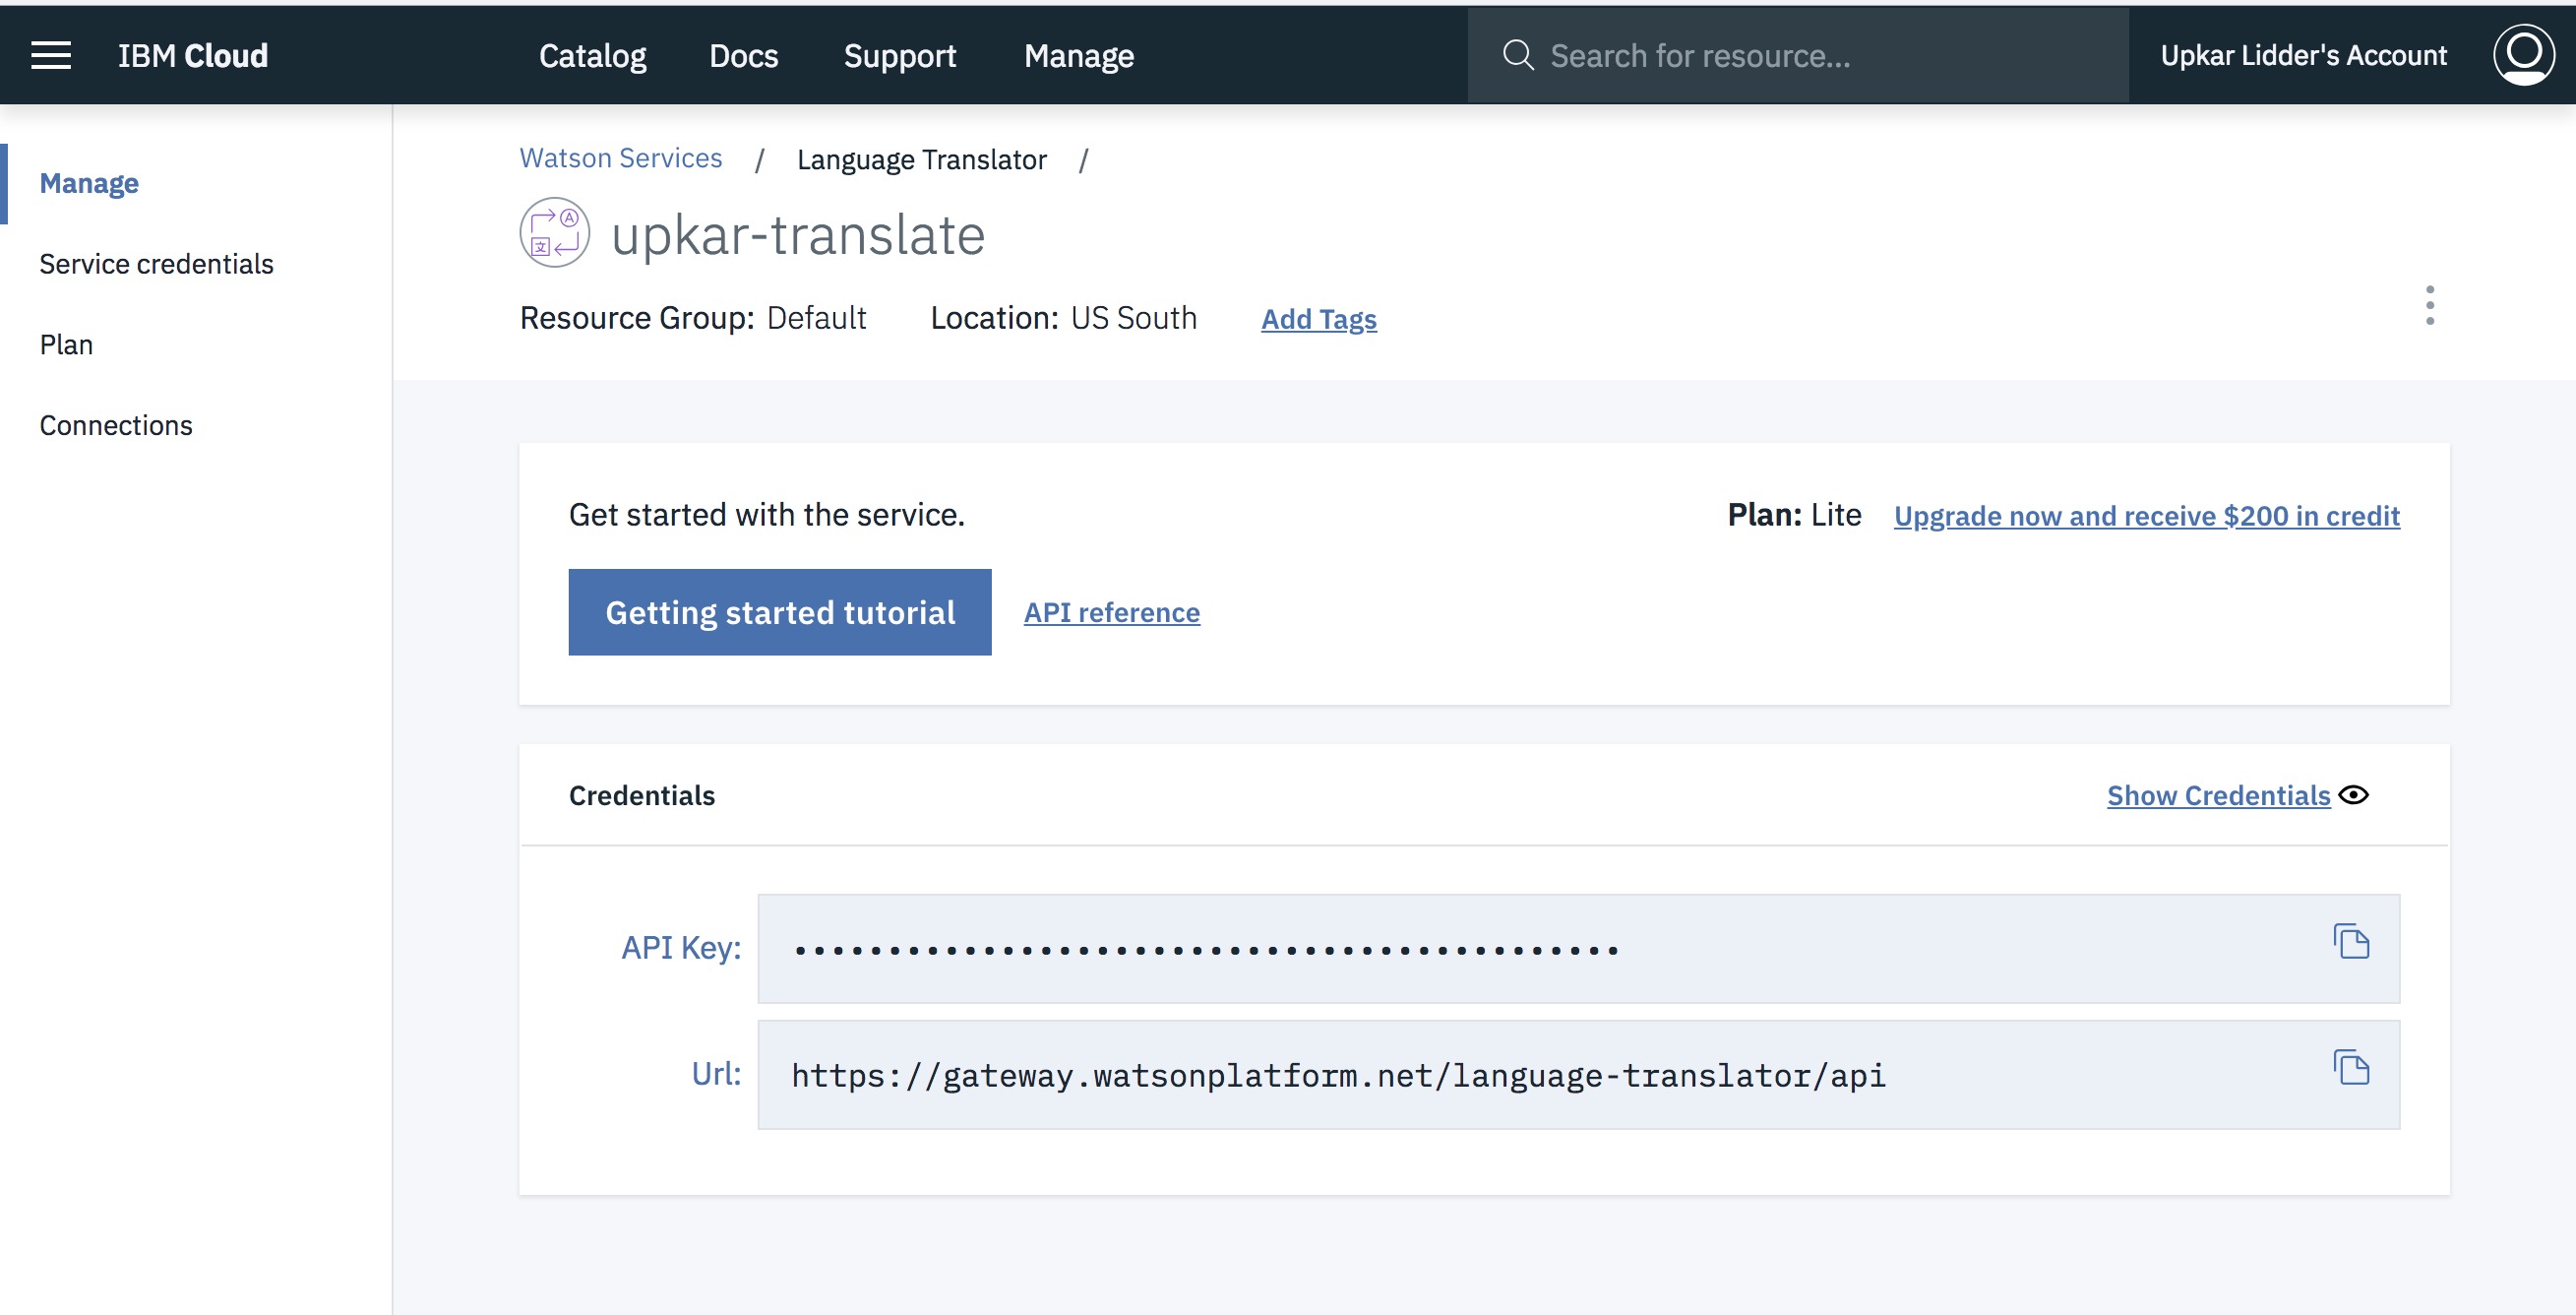 IBM Cloud Catalog Docs Support Manage Search for resource... Upkar Lidder's Account
Manage
Service credentials
Plan
Connections
Watson Services / Language Translator /
upkar-translate
Resource Group: Default Location: US South Add Tags
Get started with the service. Plan: Lite Upgrade now and receive $200 in credit
Getting started tutorial API reference
Credentials Show Credentials
API Key: ••••••••••••••••••••••••••••••••••••••••••••
Url: https://gateway.watsonplatform.net/language-translator/api